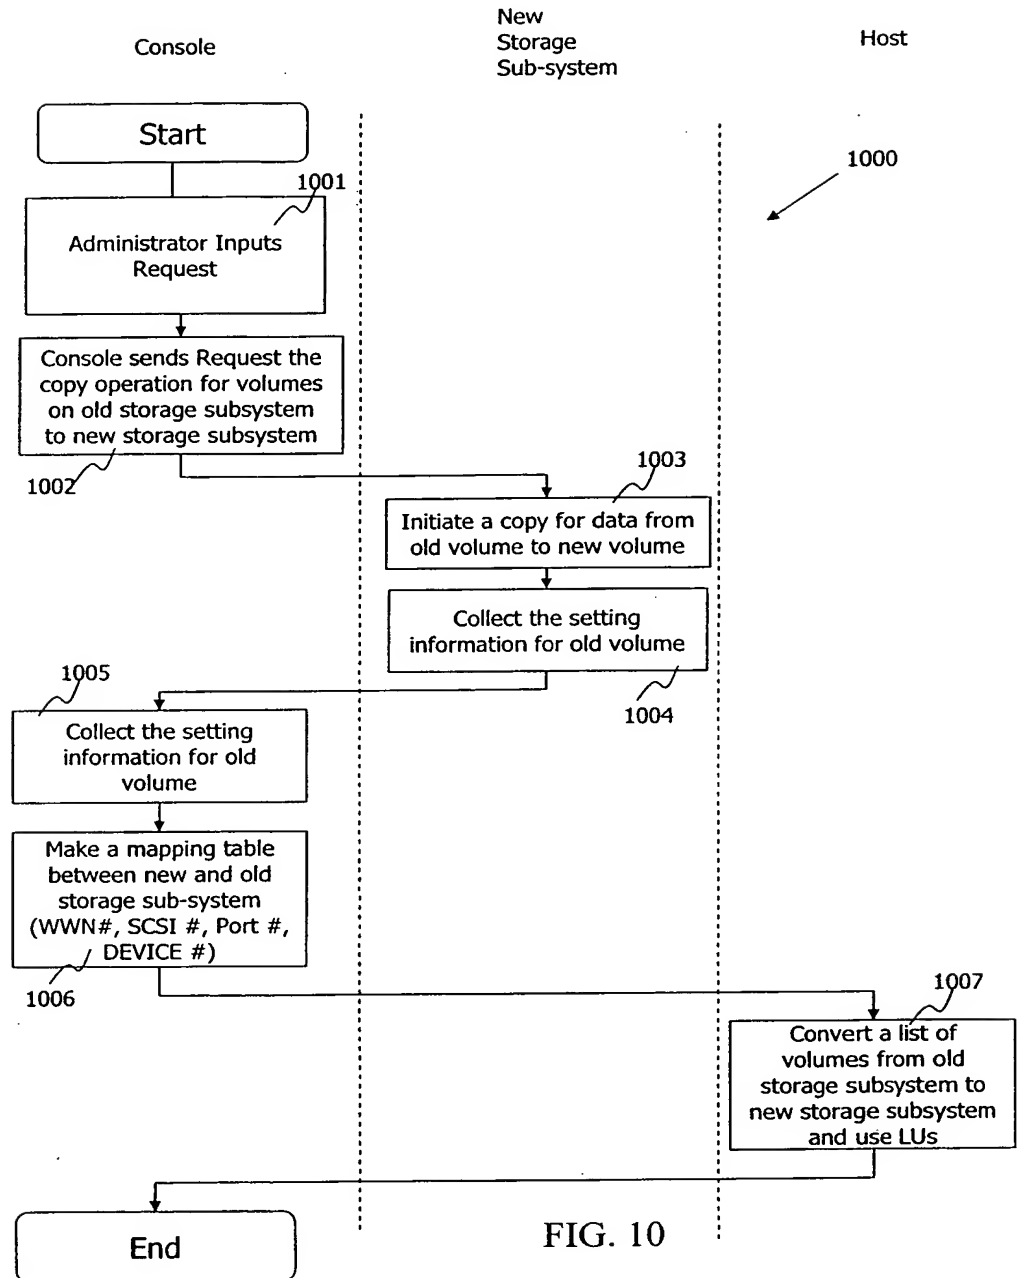 Console
New
Storage
Sub-system
Host
Start
1000
1001
Administrator Inputs
Request
Console sends Request the
copy operation for volumes
on old storage subsystem
to new storage subsystem
1002
1003
Initiate a copy for data from
old volume to new volume
Collect the setting
information for old volume
1004
1005
Collect the setting
information for old
volume
Make a mapping table
between new and old
storage sub-system
(WWN#, SCSI #, Port #,
DEVICE #)
1006
1007
Convert a list of
volumes from old
storage subsystem to
new storage subsystem
and use LUs
End
FIG. 10